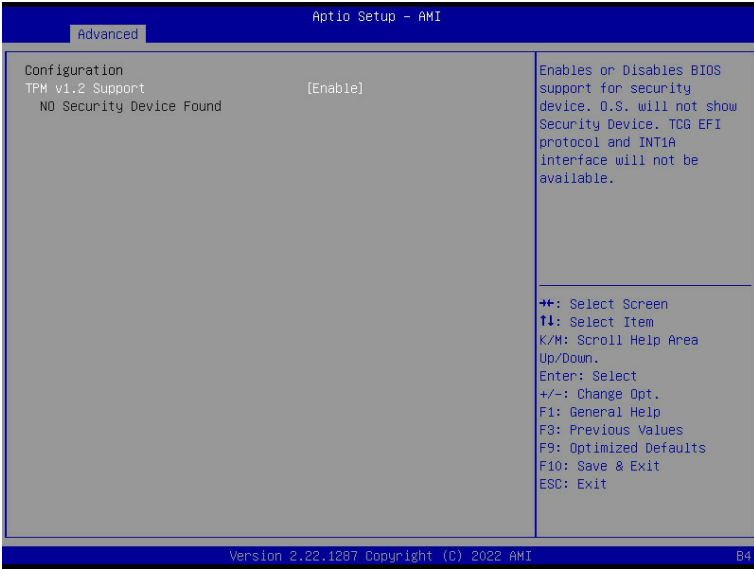 Aptio Setup - AMI
Advanced
Configuration
TPM v1.2 Support [Enable]
NO Security Device Found
Enables or Disables BIOS
support for security
device. O.S. will not show
Security Device. TCG EFI
protocol and INT1A
interface will not be
available.
→←: Select Screen
↑↓: Select Item
K/M: Scroll Help Area
Up/Down.
Enter: Select
+/-: Change Opt.
F1: General Help
F3: Previous Values
F9: Optimized Defaults
F10: Save & Exit
ESC: Exit
Version 2.22.1287 Copyright (C) 2022 AMI
B4